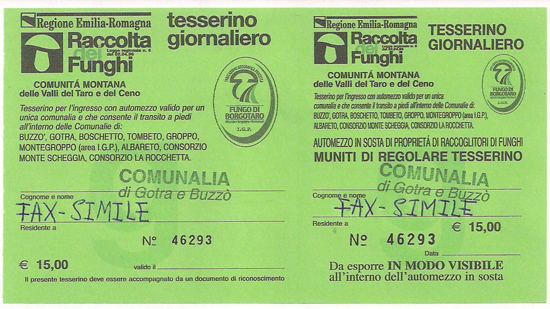 Regione Emilia-Romagna
Raccolta
dei
Funghi
tesserino
giornaliero
COMUNITÁ MONTANA
delle Valli del Taro e del Ceno
Tesserino per l'ingresso con automezzo valido per un
unica comunalia e che consente il transito a piedi
all'interno delle Comunalie di:
BUZZO', GOTRA, BOSCHETTO, TOMBETO, GROPPO,
MONTEGROPPO (area I.G.P.), ALBARETO, CONSORZIO
MONTE SCHEGGIA, CONSORZIO LA ROCCHETTA.
FUNGO DI
BORGOTARO
I.G.P.
COMUNALIA
di Gotra e Buzzò
Cognome e nome
FAX-SIMILE
Residente a
Nº 46293
€ 15,00
valido il
Il presente tesserino deve essere accompagnato da un documento di riconoscimento
Regione Emilia-Romagna
Raccolta
dei
Funghi
TESSERINO
GIORNALIERO
COMUNITÁ MONTANA
delle Valli del Taro e del Ceno
Tesserino per l'ingresso con automezzo valido per un unica
comunalia e che consente il transito a piedi all'interno
delle Comunalie di:
BUZZO', GOTRA, BOSCHETTO, TOMBETO, GROPPO,
MONTEGROPPO (area I.G.P.), ALBARETO, CONSORZIO
MONTE SCHEGGIA, CONSORZIO LA ROCCHETTA.
FUNGO DI
BORGOTARO
I.G.P.
AUTOMEZZO IN SOSTA DI PROPRIETÁ DI RACCOGLITORI DI FUNGHI
MUNITI DI REGOLARE TESSERINO
COMUNALIA
di Gotra e Buzzò
Cognome e nome
FAX-SIMILE
Residente a
€ 15,00
Nº 46293
Data
Da esporre IN MODO VISIBILE
all'interno dell'automezzo in sosta